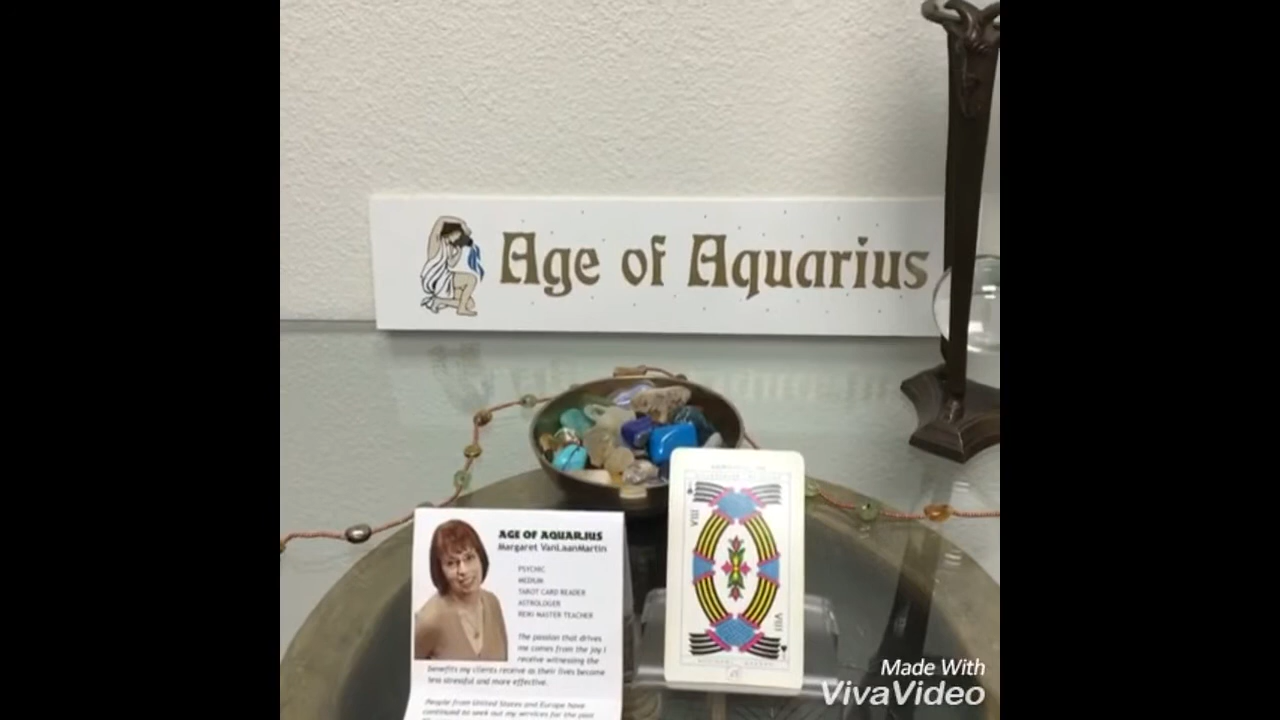 Age of Aquarius
AGE OF AQUARIUS
Margaret VanLaanMartin
PSYCHIC
MEDIUM
TAROT CARD READER
ASTROLOGER
REIKI MASTER TEACHER
The passion that drives
me comes from the joy I
receive witnessing the
benefits my clients receive as their lives become
less stressful and more effective.
People from United States and Europe have
continued to seek out my services for the past
VIII
VIII
Made With
VivaVideo